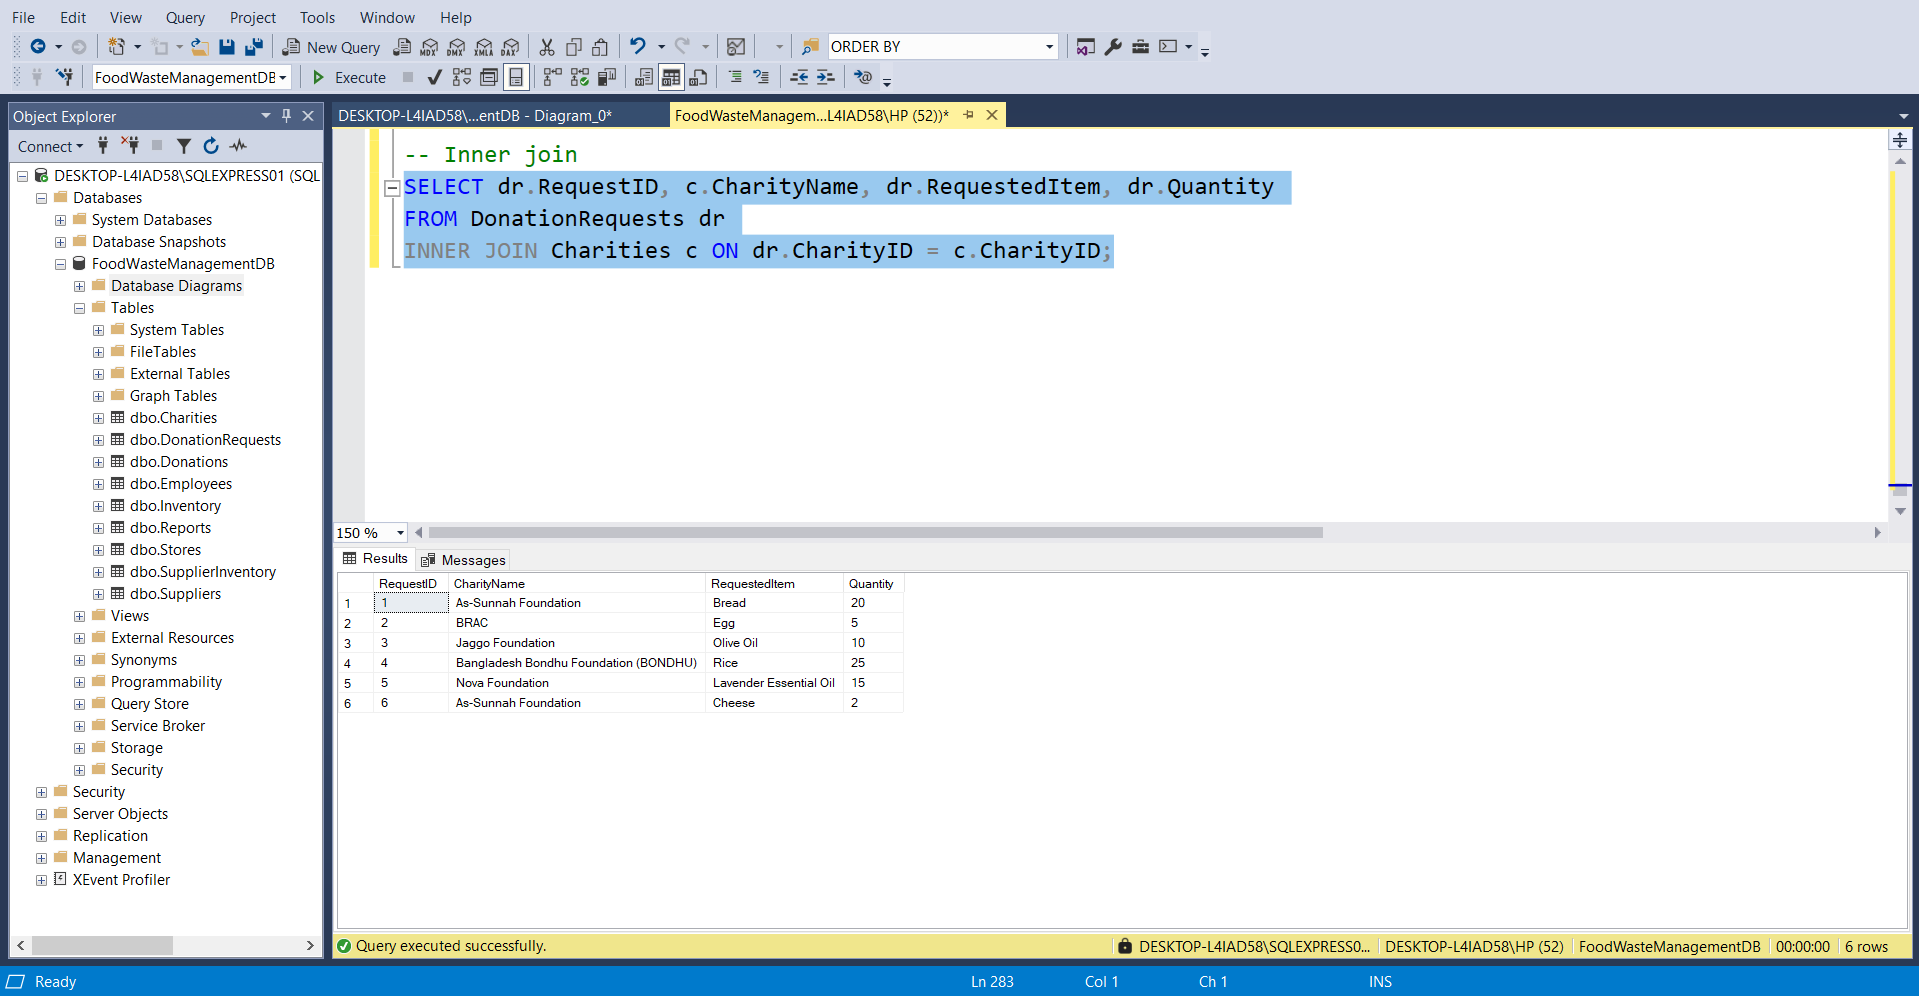 File Edit View Query Project Tools Window Help
New Query MDX DMX XMLA DAX ORDER BY
FoodWasteManagementDB Execute
Object Explorer
Connect
DESKTOP-L4IAD58\SQLEXPRESS01 (SQL
Databases
System Databases
Database Snapshots
FoodWasteManagementDB
Database Diagrams
Tables
System Tables
FileTables
External Tables
Graph Tables
dbo.Charities
dbo.DonationRequests
dbo.Donations
dbo.Employees
dbo.Inventory
dbo.Reports
dbo.Stores
dbo.SupplierInventory
dbo.Suppliers
Views
External Resources
Synonyms
Programmability
Query Store
Service Broker
Storage
Security
Security
Server Objects
Replication
Management
XEvent Profiler
DESKTOP-L4IAD58\...entDB - Diagram_0* FoodWasteManagem...L4IAD58\HP (52))*
-- Inner join
SELECT dr.RequestID, c.CharityName, dr.RequestedItem, dr.Quantity
FROM DonationRequests dr
INNER JOIN Charities c ON dr.CharityID = c.CharityID;
150 %
Results Messages
RequestID CharityName RequestedItem Quantity
1 1 As-Sunnah Foundation Bread 20
2 2 BRAC Egg 5
3 3 Jaggo Foundation Olive Oil 10
4 4 Bangladesh Bondhu Foundation (BONDHU) Rice 25
5 5 Nova Foundation Lavender Essential Oil 15
6 6 As-Sunnah Foundation Cheese 2
Query executed successfully. DESKTOP-L4IAD58\SQLEXPRESS0... DESKTOP-L4IAD58\HP (52) FoodWasteManagementDB 00:00:00 6 rows
Ready Ln 283 Col 1 Ch 1 INS